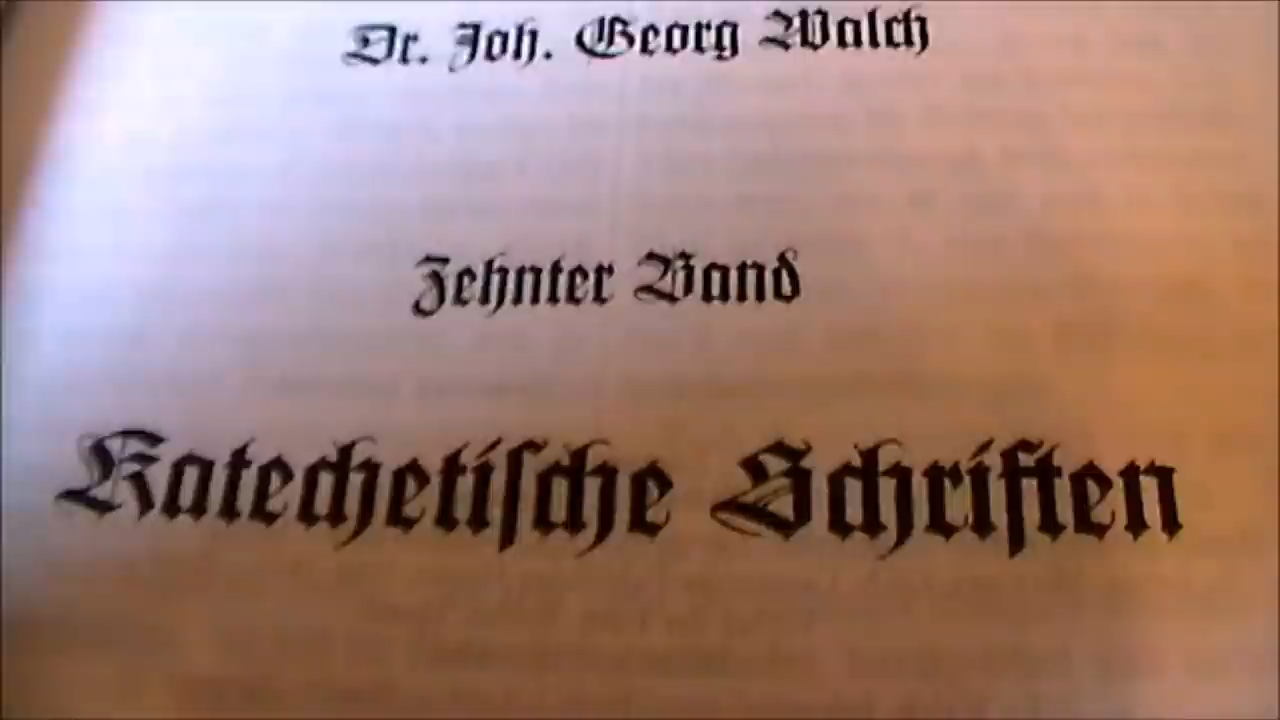 Dr. Joh. Georg Walch
Zehnter Band
Katechetiſche Schriften